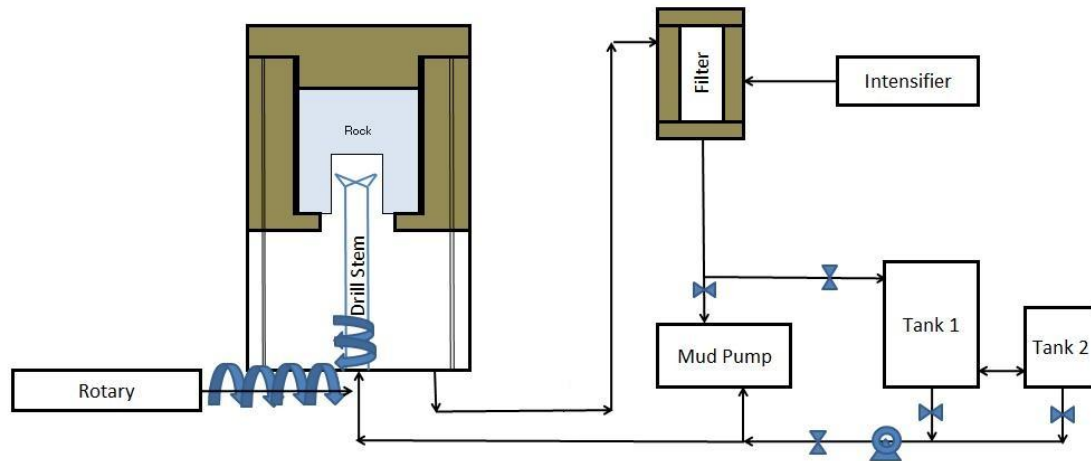 Rock
Drill Stem
Rotary
Filter
Intensifier
Mud Pump
Tank 1
Tank 2